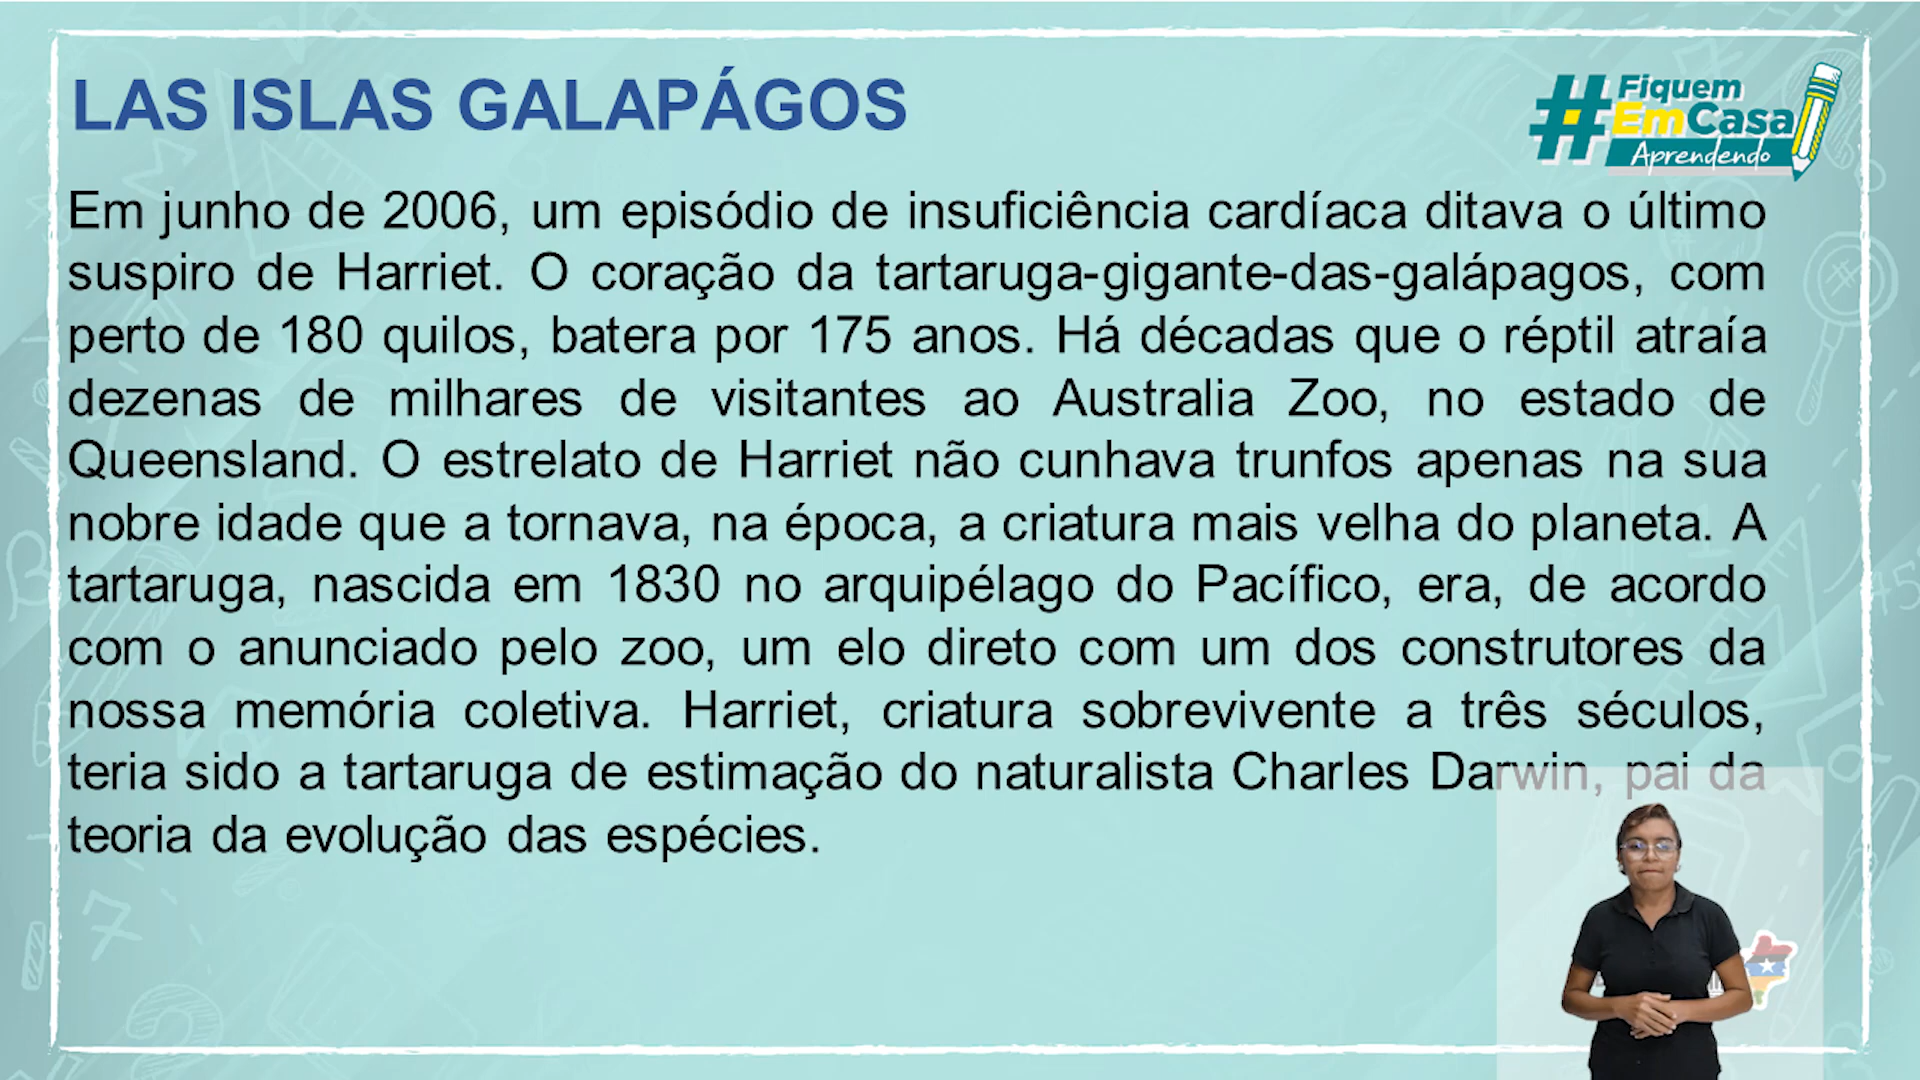 LAS ISLAS GALAPÁGOS
#Fiquem
EmCasa
Aprendendo
Em junho de 2006, um episódio de insuficiência cardíaca ditava o último
suspiro de Harriet. O coração da tartaruga-gigante-das-galápagos, com
perto de 180 quilos, batera por 175 anos. Há décadas que o réptil atraía
dezenas de milhares de visitantes ao Australia Zoo, no estado de
Queensland. O estrelato de Harriet não cunhava trunfos apenas na sua
nobre idade que a tornava, na época, a criatura mais velha do planeta. A
tartaruga, nascida em 1830 no arquipélago do Pacífico, era, de acordo
com o anunciado pelo zoo, um elo direto com um dos construtores da
nossa memória coletiva. Harriet, criatura sobrevivente a três séculos,
teria sido a tartaruga de estimação do naturalista Charles Darwin, pai da
teoria da evolução das espécies.